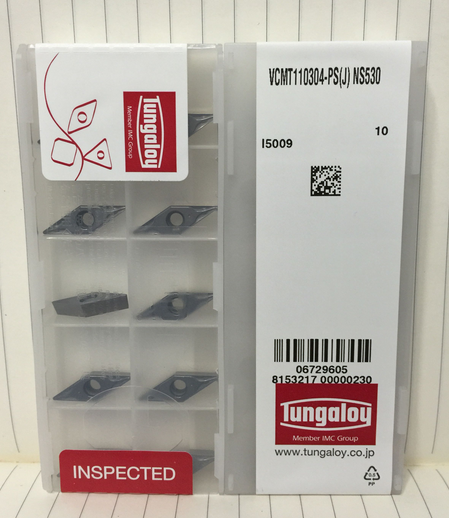 Tungaloy
Member IMC Group
INSPECTED
VCMT110304-PS(J) NS530
I5009
10
06729605
8153217 00000230
Tungaloy
Member IMC Group
www.tungaloy.co.jp
PP